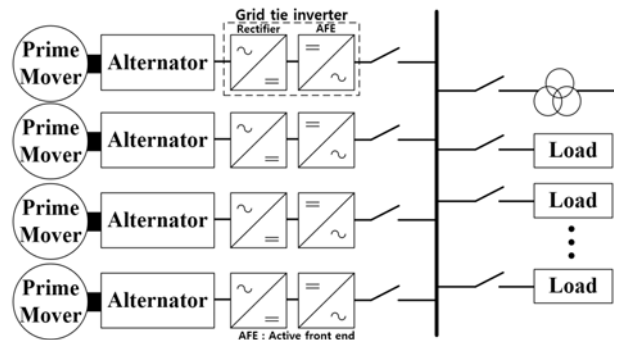 Grid tie inverter
Rectifier
AFE
Prime
Mover
Alternator
Prime
Mover
Alternator
Load
Prime
Mover
Alternator
Load
Prime
Mover
Alternator
Load
AFE : Active front end